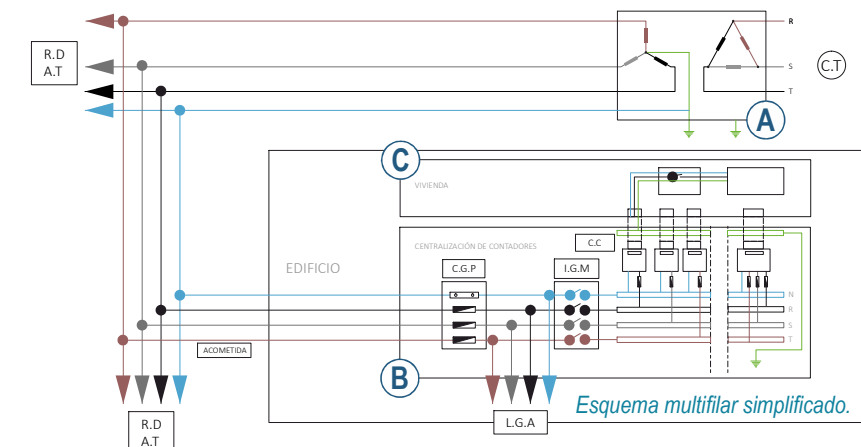 R
R.D
A.T
S
C.T
T
A
C
VIVIENDA
C.C
CENTRALIZACIÓN DE CONTADORES
EDIFICIO
C.G.P
I.G.M
N
R
S
T
ACOMETIDA
B
Esquema multifilar simplificado.
L.G.A
R.D
A.T